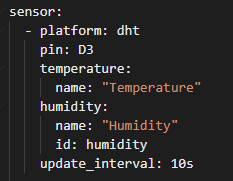 sensor:
  - platform: dht
    pin: D3
    temperature:
      name: "Temperature"
    humidity:
      name: "Humidity"
      id: humidity
    update_interval: 10s